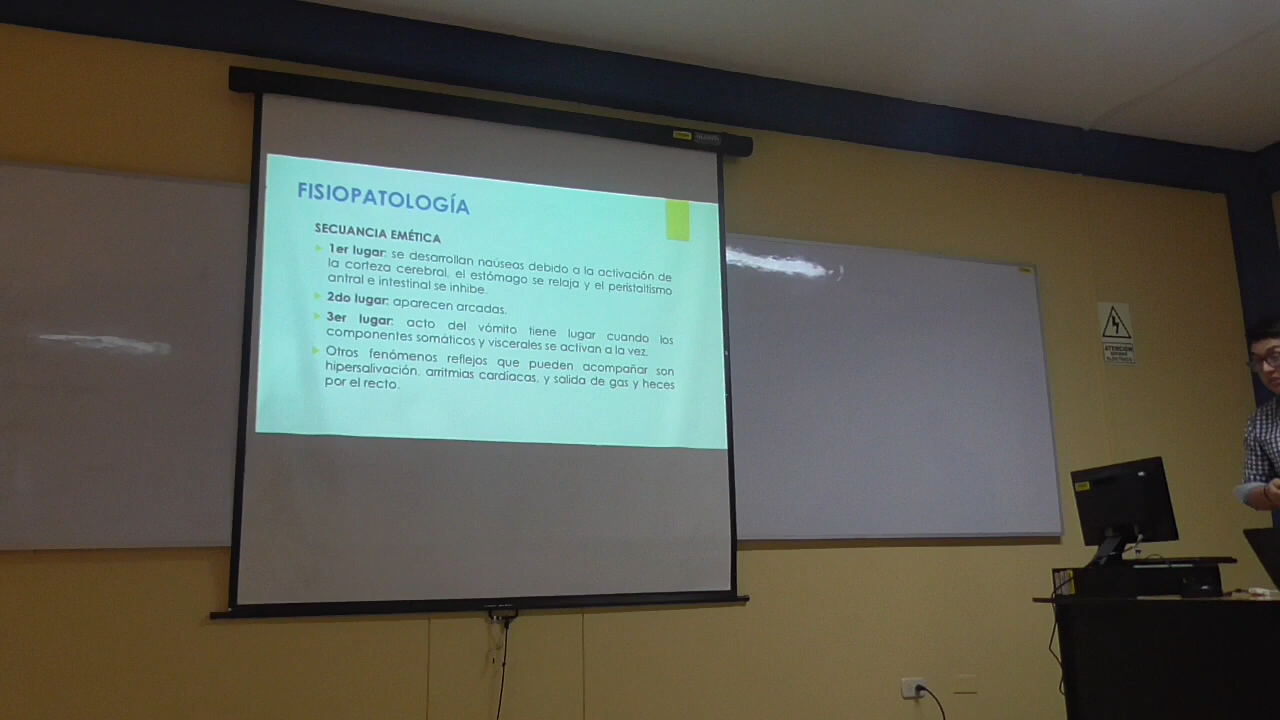 FISIOPATOLOGÍA
SECUANCIA EMÉTICA
1er lugar: se desarrollan naúseas debido a la activación de
la corteza cerebral, el estómago se relaja y el peristaltismo
antral e intestinal se inhibe.
2do lugar: aparecen arcadas.
3er lugar: acto del vómito tiene lugar cuando los
componentes somáticos y viscerales se activan a la vez.
Otros fenómenos reflejos que pueden acompañar son
hipersalivación, arritmias cardíacas, y salida de gas y heces
por el recto.
ATENCIÓN